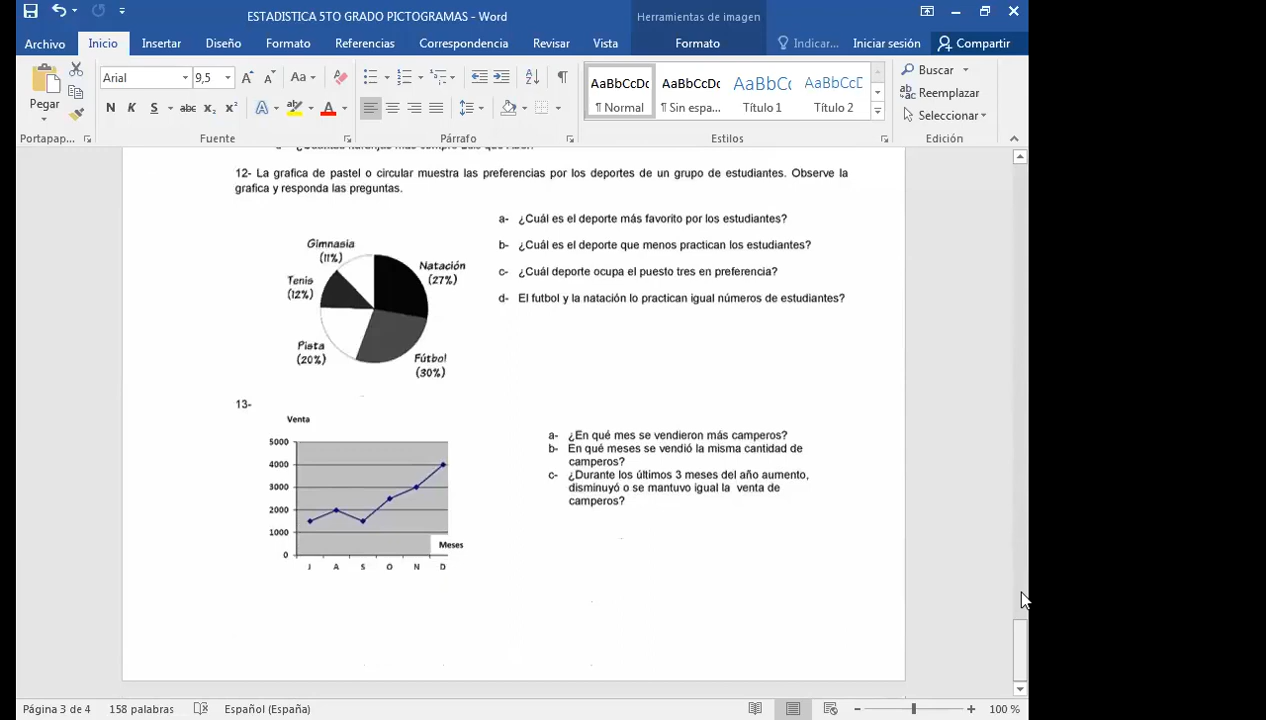 ESTADISTICA 5TO GRADO PICTOGRAMAS - Word
Herramientas de imagen
Archivo Inicio Insertar Diseño Formato Referencias Correspondencia Revisar Vista Formato Indicar... Iniciar sesión Compartir
Pegar
Arial 9,5
Aa
N K S abc x₂ x² A A
AaBbCcDc AaBbCcDc AaBbCc AaBbCcD
¶ Normal ¶ Sin espa... Título 1 Título 2
Buscar
Reemplazar
Seleccionar
Portapap... Fuente Párrafo Estilos Edición
12- La grafica de pastel o circular muestra las preferencias por los deportes de un grupo de estudiantes. Observe la
grafica y responda las preguntas.
a- ¿Cuál es el deporte más favorito por los estudiantes?
b- ¿Cuál es el deporte que menos practican los estudiantes?
c- ¿Cuál deporte ocupa el puesto tres en preferencia?
d- El futbol y la natación lo practican igual números de estudiantes?
Gimnasia
(11%)
Natación
(27%)
Tenis
(12%)
Pista
(20%)
Fútbol
(30%)
13-
Venta
5000
4000
3000
2000
1000
0
J A S O N D
Meses
a- ¿En qué mes se vendieron más camperos?
b- En qué meses se vendió la misma cantidad de
camperos?
c- ¿Durante los últimos 3 meses del año aumento,
disminuyó o se mantuvo igual la venta de
camperos?
Página 3 de 4 158 palabras Español (España) 100 %